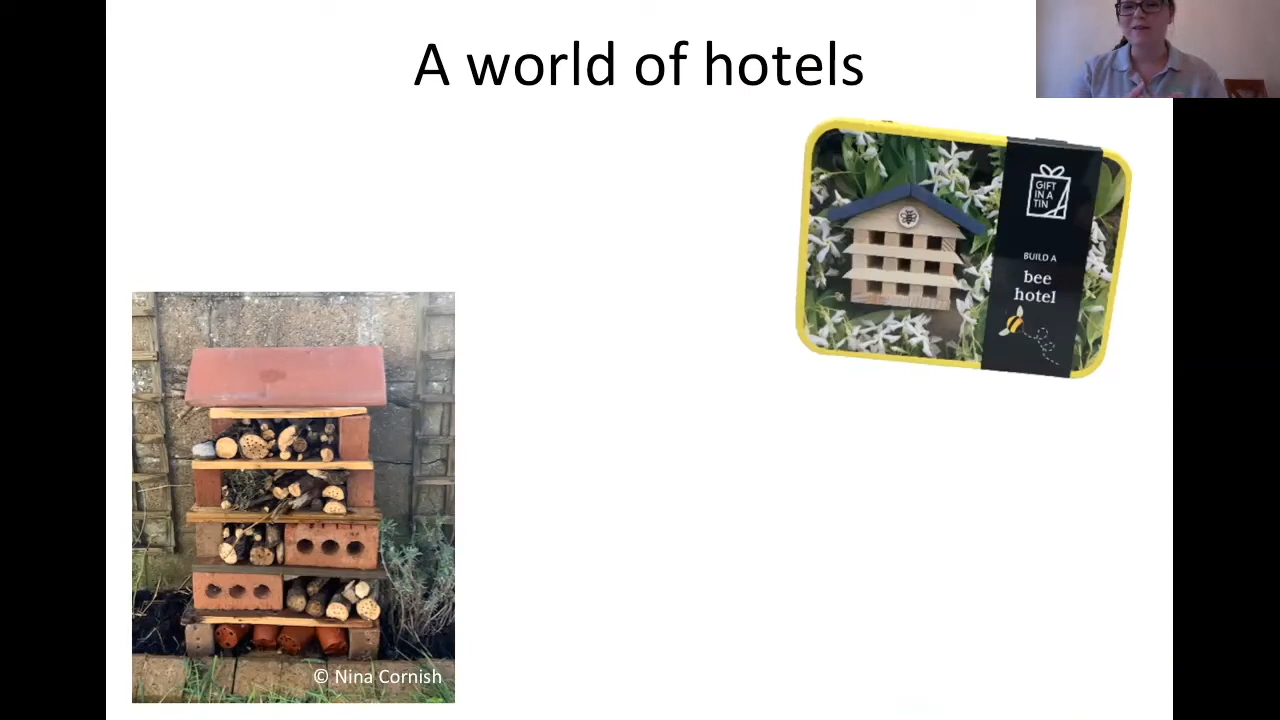 A world of hotels
GIFT
IN A
TIN
BUILD A
bee
hotel
© Nina Cornish